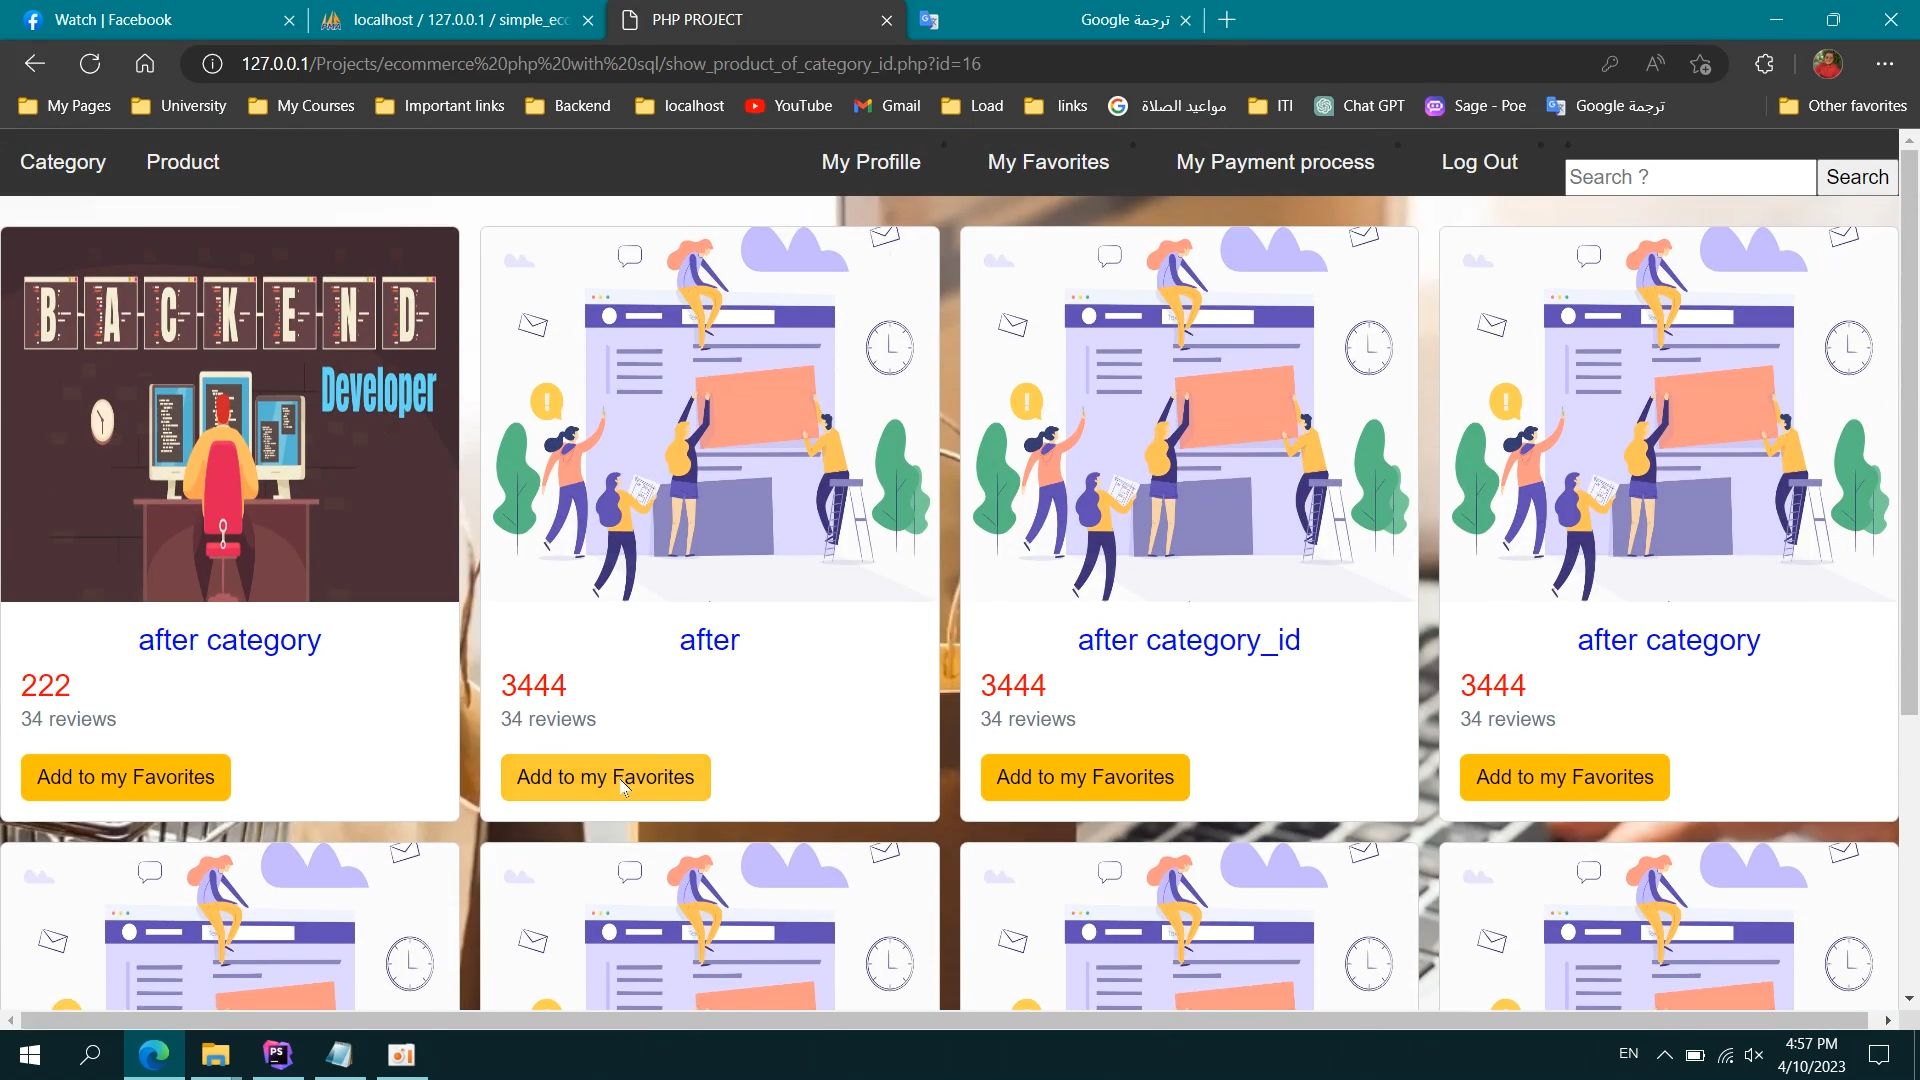 Watch | Facebook
localhost / 127.0.0.1 / simple_ecc
PHP PROJECT
ترجمة Google
127.0.0.1/Projects/ecommerce%20php%20with%20sql/show_product_of_category_id.php?id=16
My Pages
University
My Courses
Important links
Backend
localhost
YouTube
Gmail
Load
links
مواعيد الصلاة
ITI
Chat GPT
Sage - Poe
ترجمة Google
Other favorites
Category
Product
My Profille
My Favorites
My Payment process
Log Out
Search ?
Search
BACKEND
Developer
after category
222
34 reviews
Add to my Favorites
after
3444
34 reviews
Add to my Favorites
after category_id
3444
34 reviews
Add to my Favorites
after category
3444
34 reviews
Add to my Favorites
PS
EN
4:57 PM
4/10/2023